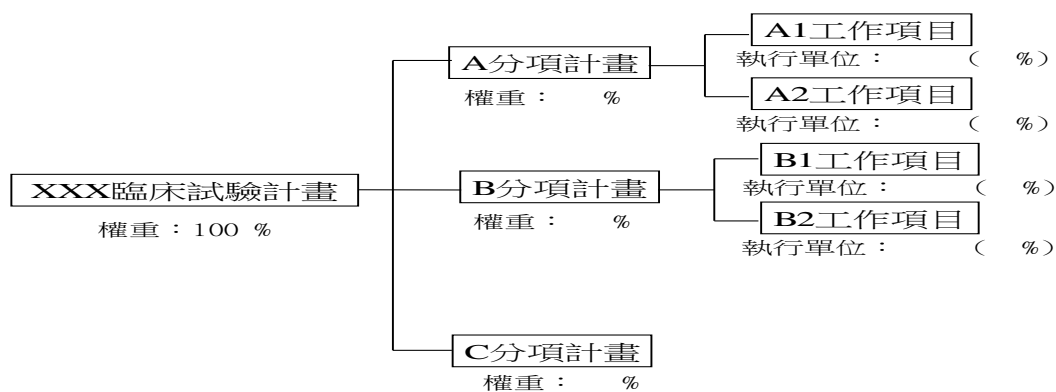 A1工作項目
執行單位： （ %）
A分項計畫
權重： %
A2工作項目
執行單位： （ %）
B1工作項目
執行單位： （ %）
XXX臨床試驗計畫
權重：100 %
B分項計畫
權重： %
B2工作項目
執行單位： （ %）
C分項計畫
權重： %